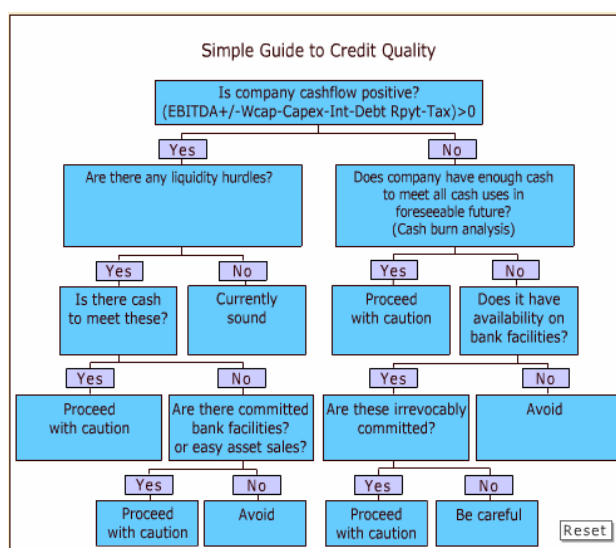 Simple Guide to Credit Quality
Is company cashflow positive?
(EBITDA+/-Wcap-Capex-Int-Debt Rpyt-Tax)>0
Yes
No
Are there any liquidity hurdles?
Does company have enough cash
to meet all cash uses in
foreseeable future?
(Cash burn analysis)
Yes
No
Yes
No
Is there cash
to meet these?
Currently
sound
Proceed
with caution
Does it have
availability on
bank facilities?
Yes
No
Yes
No
Proceed
with caution
Are there committed
bank facilities?
or easy asset sales?
Are these irrevocably
committed?
Avoid
Yes
No
Yes
No
Proceed
with caution
Avoid
Proceed
with caution
Be careful
Reset